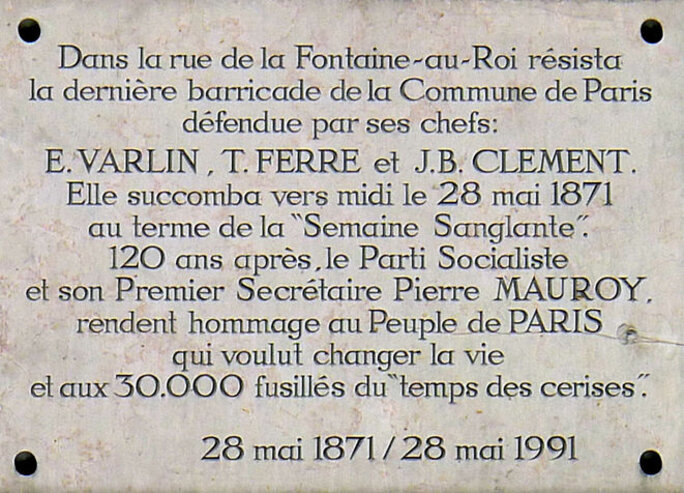 Dans la rue de la Fontaine-au-Roi résista
la dernière barricade de la Commune de Paris
défendue par ses chefs:
E. VARLIN, T. FERRE et J.B. CLEMENT.
Elle succomba vers midi le 28 mai 1871
au terme de la "Semaine Sanglante".
120 ans après, le Parti Socialiste
et son Premier Secrétaire Pierre MAUROY,
rendent hommage au Peuple de PARIS
qui voulut changer la vie
et aux 30.000 fusillés du "temps des cerises".
28 mai 1871 / 28 mai 1991